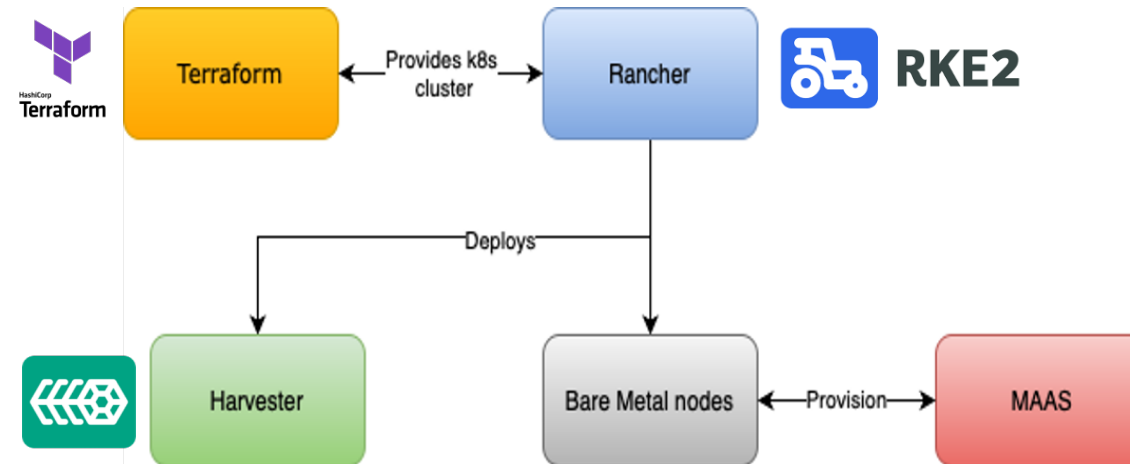 HashiCorp
Terraform
Terraform
Provides k8s
cluster
Rancher
RKE2
Deploys
Harvester
Bare Metal nodes
Provision
MAAS